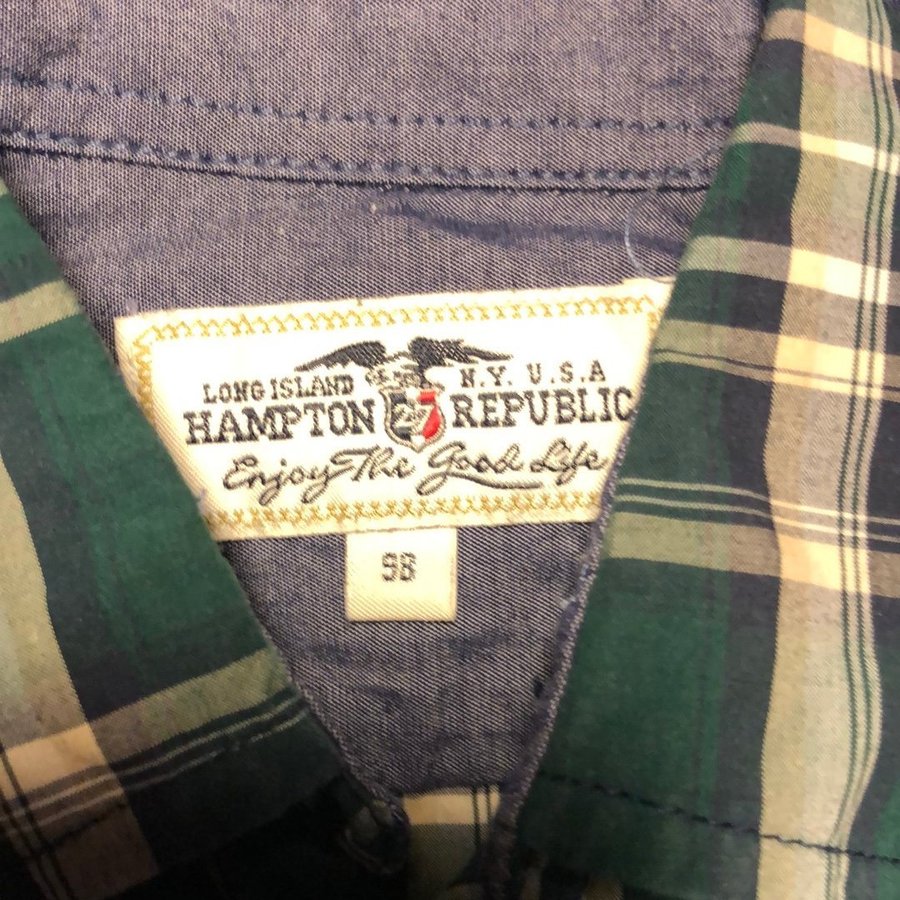 LONG ISLAND N.Y. U.S.A
HAMPTON 27 REPUBLIC
Enjoy The Good Life
98